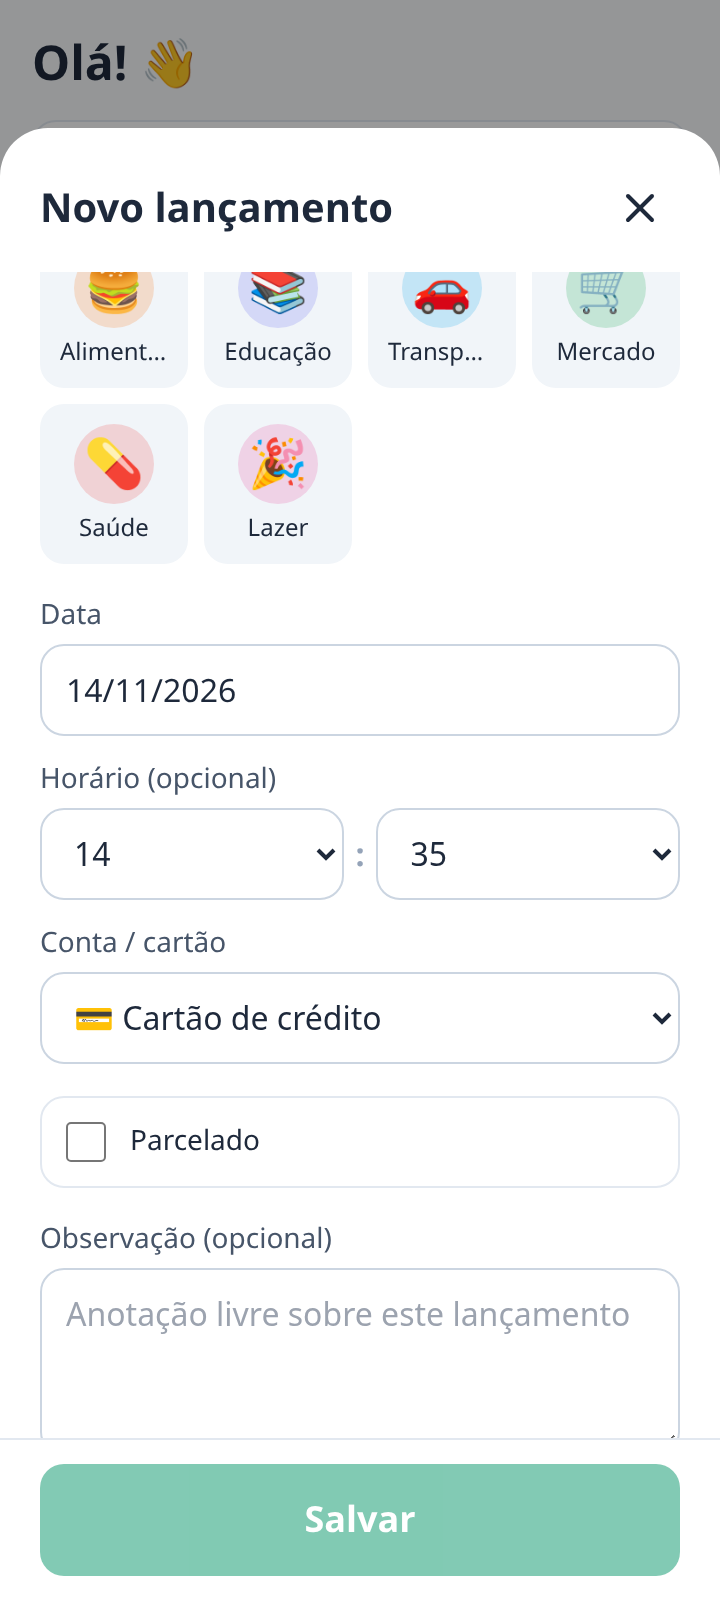 Olá! 👋
Novo lançamento
Aliment...
Educação
Transp...
Mercado
Saúde
Lazer
Data
14/11/2026
Horário (opcional)
14 : 35
Conta / cartão
💳 Cartão de crédito
Parcelado
Observação (opcional)
Anotação livre sobre este lançamento
Salvar